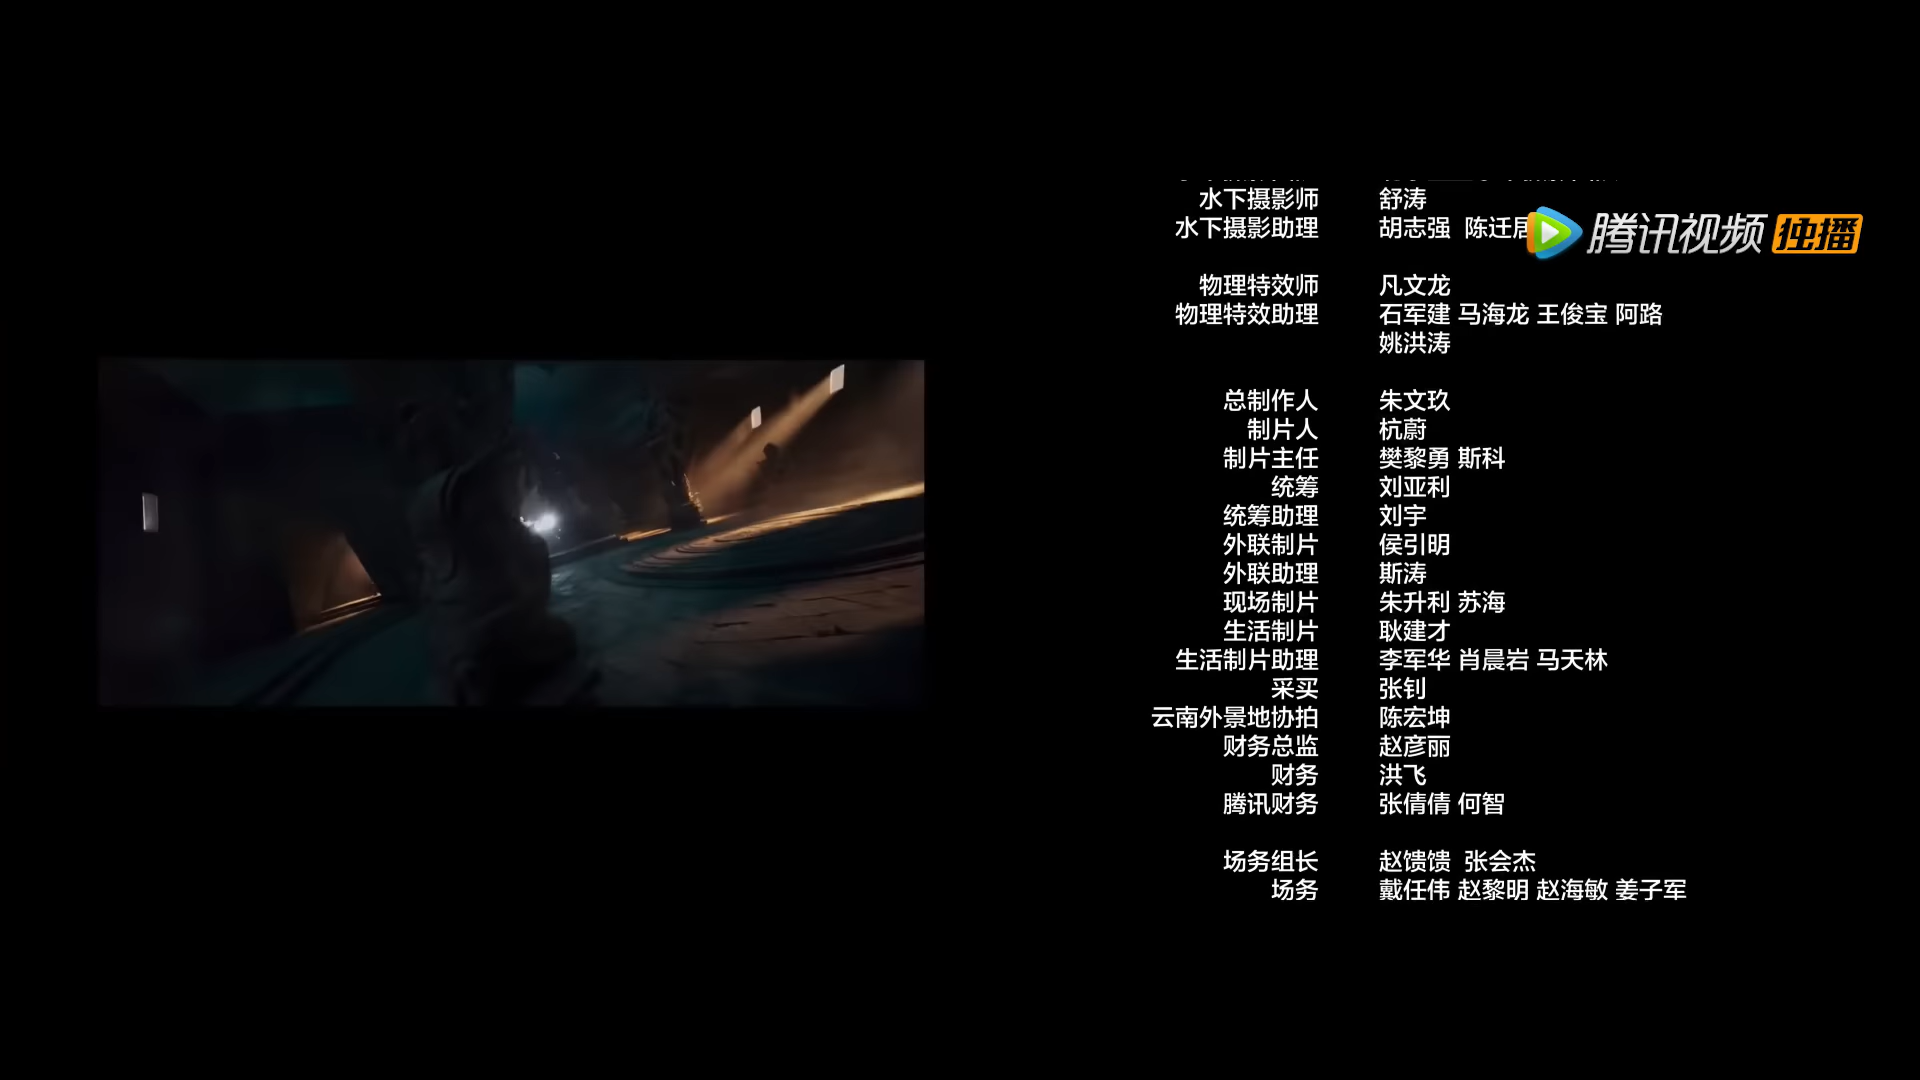 水下摄影师 舒涛
水下摄影助理 胡志强 陈迁
腾讯视频 独播
物理特效师 凡文龙
物理特效助理 石军建 马海龙 王俊宝 阿路
姚洪涛
总制作人 朱文玖
制片人 杭蔚
制片主任 樊黎勇 斯科
统筹 刘亚利
统筹助理 刘宇
外联制片 侯引明
外联助理 斯涛
现场制片 朱升利 苏海
生活制片 耿建才
生活制片助理 李军华 肖晨岩 马天林
采买 张钊
云南外景地协拍 陈宏坤
财务总监 赵彦丽
财务 洪飞
腾讯财务 张倩倩 何智
场务组长 赵馈馈 张会杰
场务 戴任伟 赵黎明 赵海敏 姜子军